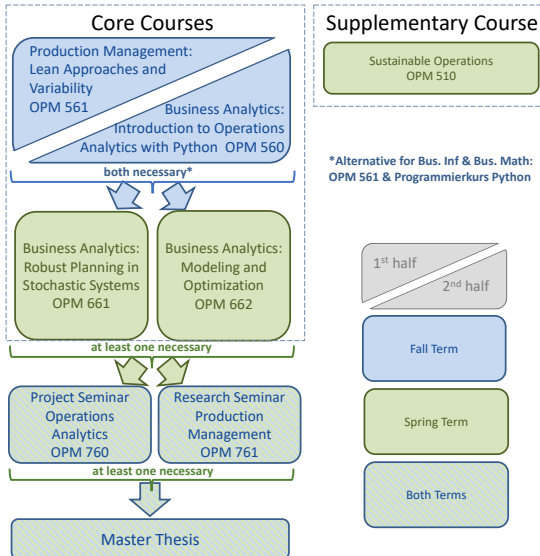 Core Courses
Production Management:
Lean Approaches and
Variability
OPM 561
Business Analytics:
Introduction to Operations
Analytics with Python OPM 560
both necessary*
Business Analytics:
Robust Planning in
Stochastic Systems
OPM 661
Business Analytics:
Modeling and
Optimization
OPM 662
at least one necessary
Project Seminar
Operations
Analytics
OPM 760
Research Seminar
Production
Management
OPM 761
at least one necessary
Master Thesis
Supplementary Course
Sustainable Operations
OPM 510
*Alternative for Bus. Inf & Bus. Math:
OPM 561 & Programmierkurs Python
1st half
2nd half
Fall Term
Spring Term
Both Terms